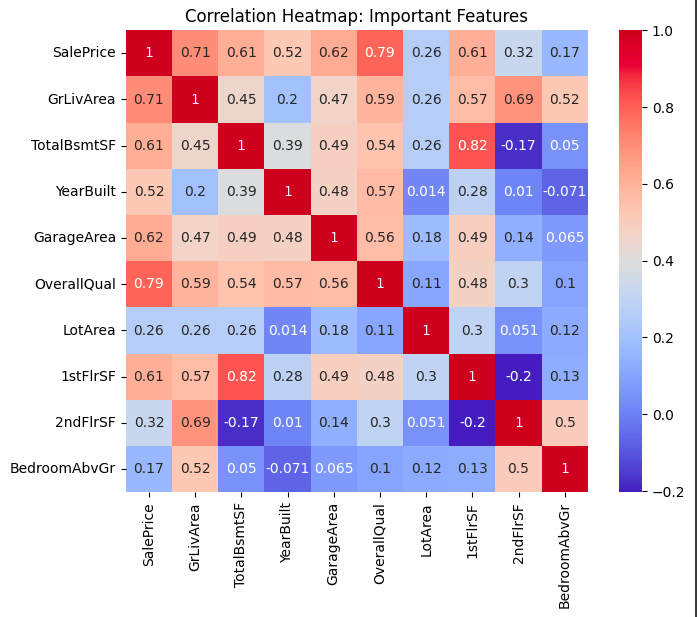 Correlation Heatmap: Important Features
SalePrice 1 0.71 0.61 0.52 0.62 0.79 0.26 0.61 0.32 0.17
GrLivArea 0.71 1 0.45 0.2 0.47 0.59 0.26 0.57 0.69 0.52
TotalBsmtSF 0.61 0.45 1 0.39 0.49 0.54 0.26 0.82 -0.17 0.05
YearBuilt 0.52 0.2 0.39 1 0.48 0.57 0.014 0.28 0.01 -0.071
GarageArea 0.62 0.47 0.49 0.48 1 0.56 0.18 0.49 0.14 0.065
OverallQual 0.79 0.59 0.54 0.57 0.56 1 0.11 0.48 0.3 0.1
LotArea 0.26 0.26 0.26 0.014 0.18 0.11 1 0.3 0.051 0.12
1stFlrSF 0.61 0.57 0.82 0.28 0.49 0.48 0.3 1 -0.2 0.13
2ndFlrSF 0.32 0.69 -0.17 0.01 0.14 0.3 0.051 -0.2 1 0.5
BedroomAbvGr 0.17 0.52 0.05 -0.071 0.065 0.1 0.12 0.13 0.5 1
SalePrice
GrLivArea
TotalBsmtSF
YearBuilt
GarageArea
OverallQual
LotArea
1stFlrSF
2ndFlrSF
BedroomAbvGr
1.0
0.8
0.6
0.4
0.2
0.0
−0.2